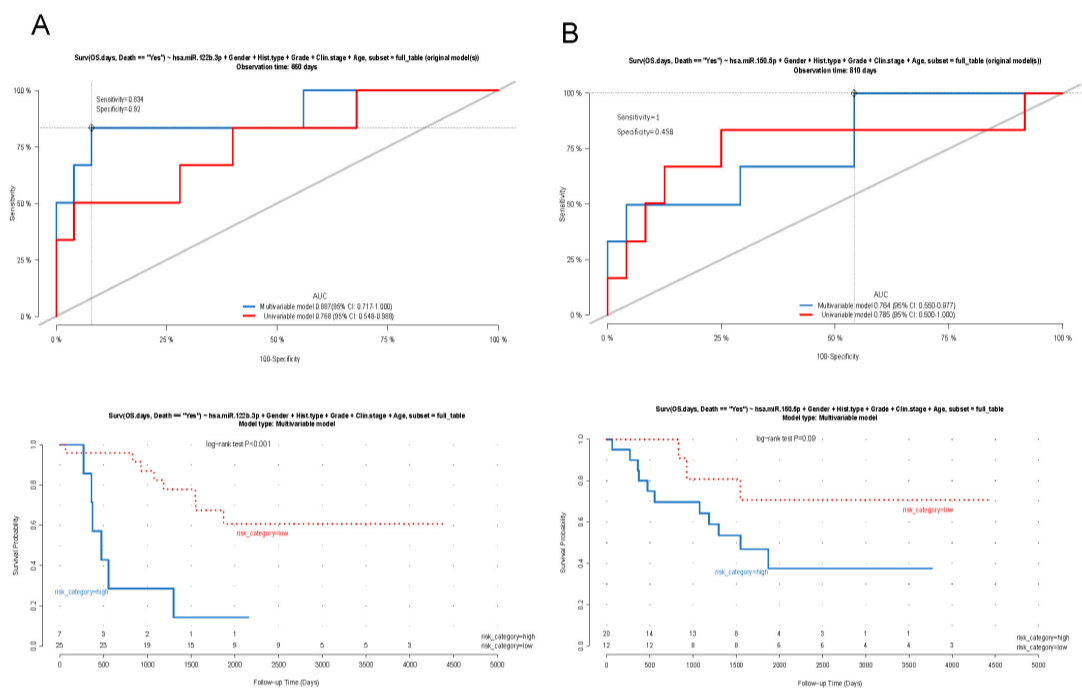 A
Surv(OS.days, Death == "Yes") ~ hsa.miR.122b.3p + Gender + Hist.type + Grade + Clin.stage + Age, subset = full_table (original model(s))
Observation time: 660 days
Sensitivity=0.834
Specificity=0.92
100 %
75 %
50 %
25 %
0 %
Sensitivity
AUC
Multivariable model 0.887(95% CI: 0.717-1.000)
Univariable model 0.768 (95% CI: 0.548-0.988)
0 %
25 %
50 %
75 %
100 %
100-Specificity
B
Surv(OS.days, Death == "Yes") ~ hsa.miR.150.5p + Gender + Hist.type + Grade + Clin.stage + Age, subset = full_table (original model(s))
Observation time: 810 days
Sensitivity=1
Specificity=0.458
100 %
75 %
50 %
25 %
0 %
Sensitivity
AUC
Multivariable model 0.764 (95% CI: 0.550-0.977)
Univariable model 0.785 (95% CI: 0.500-1.000)
0 %
25 %
50 %
75 %
100 %
100-Specificity
Surv(OS.days, Death == "Yes") ~ hsa.miR.122b.3p + Gender + Hist.type + Grade + Clin.stage + Age, subset = full_table
Model type: Multivariable model
log-rank test P<0.001
1.0
0.8
0.6
0.4
0.2
0.0
Survival Probability
risk_category=low
risk_category=high
7 3 2 1 1 risk_category=high
25 23 19 15 9 9 5 5 3 risk_category=low
0 500 1000 1500 2000 2500 3000 3500 4000 4500 5000
Follow-up Time (Days)
Surv(OS.days, Death == "Yes") ~ hsa.miR.150.5p + Gender + Hist.type + Grade + Clin.stage + Age, subset = full_table
Model type: Multivariable model
log-rank test P=0.09
1.0
0.8
0.6
0.4
0.2
0.0
Survival Probability
risk_category=low
risk_category=high
20 14 13 8 4 3 1 1 risk_category=high
12 12 8 8 6 6 4 4 3 risk_category=low
0 500 1000 1500 2000 2500 3000 3500 4000 4500 5000
Follow-up Time (Days)